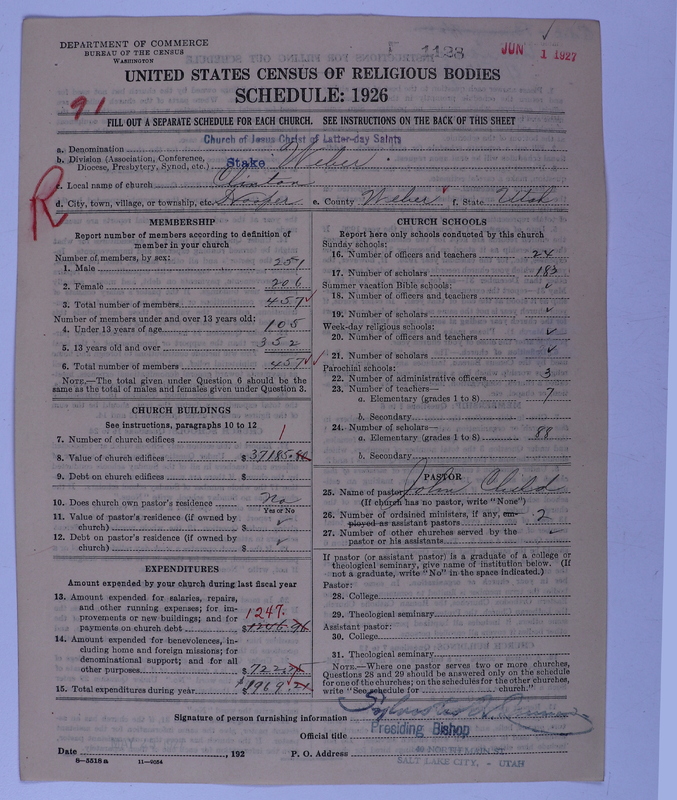 DEPARTMENT OF COMMERCE
BUREAU OF THE CENSUS
WASHINGTON
1128
JUN 1 1927
UNITED STATES CENSUS OF RELIGIOUS BODIES
SCHEDULE: 1926
91
FILL OUT A SEPARATE SCHEDULE FOR EACH CHURCH. SEE INSTRUCTIONS ON THE BACK OF THIS SHEET
a. Denomination Church of Jesus Christ of Latter-day Saints
b. Division (Association, Conference, Diocese, Presbytery, Synod, etc.) Stake Weber
c. Local name of church Clinton
R
d. City, town, village, or township, etc. Hooper e. County Weber f. State Utah
MEMBERSHIP
Report number of members according to definition of member in your church
Number of members, by sex:
1. Male 251
2. Female 206
3. Total number of members 457
Number of members under and over 13 years old:
4. Under 13 years of age 105
5. 13 years old and over 352
6. Total number of members 457
NOTE.—The total given under Question 6 should be the same as the total of males and females given under Question 3.
CHURCH BUILDINGS
See instructions, paragraphs 10 to 12
7. Number of church edifices 1
8. Value of church edifices $ 37185.
9. Debt on church edifices $
10. Does church own pastor's residence No
Yes or No
11. Value of pastor's residence (if owned by church) $
12. Debt on pastor's residence (if owned by church) $
EXPENDITURES
Amount expended by your church during last fiscal year
13. Amount expended for salaries, repairs, and other running expenses; for improvements or new buildings; and for payments on church debt $ 1247. 1246.96
14. Amount expended for benevolences, including home and foreign missions; for denominational support; and for all other purposes $ 722.
15. Total expenditures during year $ 1969.
CHURCH SCHOOLS
Report here only schools conducted by this church
Sunday schools:
16. Number of officers and teachers 24
17. Number of scholars 183
Summer vacation Bible schools:
18. Number of officers and teachers
19. Number of scholars
Week-day religious schools:
20. Number of officers and teachers
21. Number of scholars
Parochial schools:
22. Number of administrative officers 3
23. Number of teachers—
a. Elementary (grades 1 to 8) 7
b. Secondary
24. Number of scholars—
a. Elementary (grades 1 to 8) 88
b. Secondary
PASTOR
25. Name of pastor John Child
(If church has no pastor, write "None")
26. Number of ordained ministers, if any, employed as assistant pastors 2
27. Number of other churches served by the pastor or his assistants
If pastor (or assistant pastor) is a graduate of a college or theological seminary, give name of institution below. (If not a graduate, write "No" in the space indicated.)
Pastor:
28. College
29. Theological seminary
Assistant pastor:
30. College
31. Theological seminary
NOTE.—Where one pastor serves two or more churches, Questions 28 and 29 should be answered only on the schedule for one of the churches; on the schedules for the other churches, write "See schedule for church."
Signature of person furnishing information
Official title Presiding Bishop
Date , 192 P. O. Address 40 NORTH MAIN ST.
SALT LAKE CITY, - UTAH
8—5518 a 11—9054